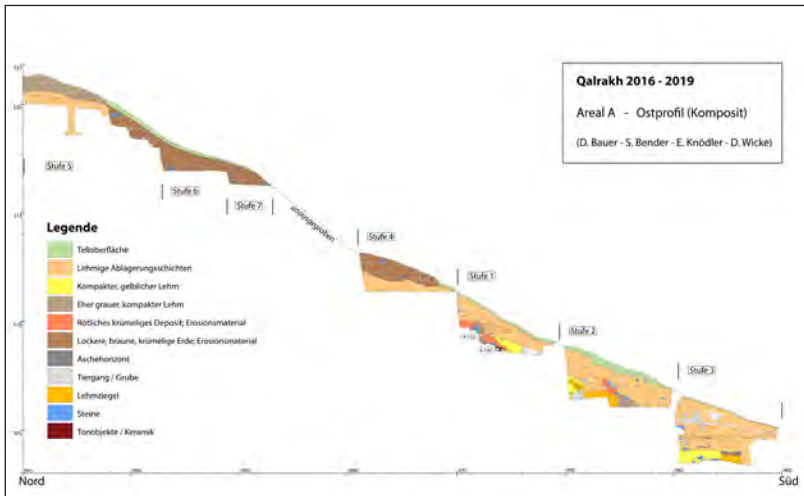 Qalrakh 2016 - 2019
Areal A - Ostprofil (Komposit)
(D. Bauer - S. Bender - E. Knödler - D. Wicke)
Stufe 5
Stufe 6
Stufe 7
unausgegraben
Stufe 4
Stufe 1
Stufe 2
Stufe 3
Legende
Telloberfläche
Lehmige Ablagerungsschichten
Kompakter, gelblicher Lehm
Eher grauer, kompakter Lehm
Rötliches krümeliges Deposit; Erosionsmaterial
Lockere, braune, krümelige Erde; Erosionsmaterial
Aschehorizont
Tiergang / Grube
Lehmziegel
Steine
Tonobjekte / Keramik
Nord
Süd